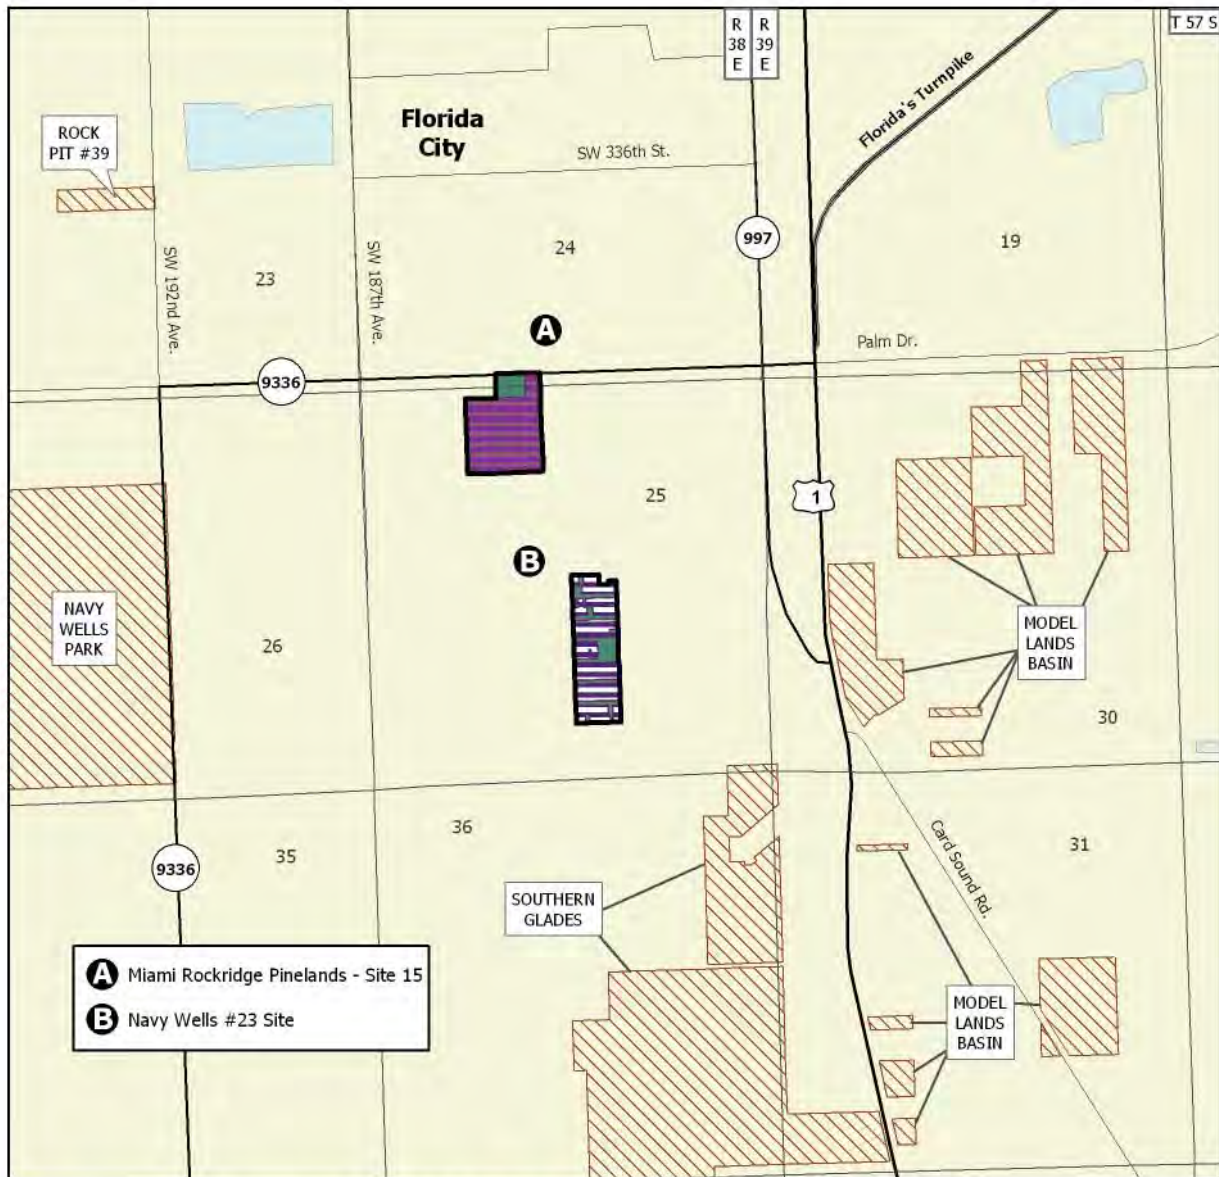 R
38
E
R
39
E
T 57 S
Florida's Turnpike
ROCK
PIT #39
Florida
City
SW 336th St.
997
SW 192nd Ave.
SW 187th Ave.
23
24
19
A
Palm Dr.
9336
25
1
B
NAVY
WELLS
PARK
26
MODEL
LANDS
BASIN
30
36
35
Card Sound Rd.
31
9336
SOUTHERN
GLADES
A Miami Rockridge Pinelands - Site 15
B Navy Wells #23 Site
MODEL
LANDS
BASIN